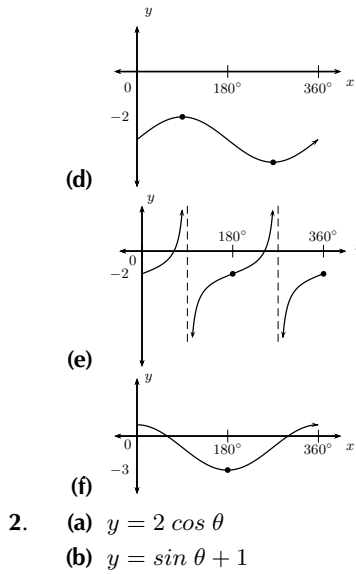 y
0
180°
360°
x
−2
(d)
y
180°
360°
0
−2
(e)
y
0
180°
360°
x
−3
(f)
2. (a) y = 2 cos θ
(b) y = sin θ + 1